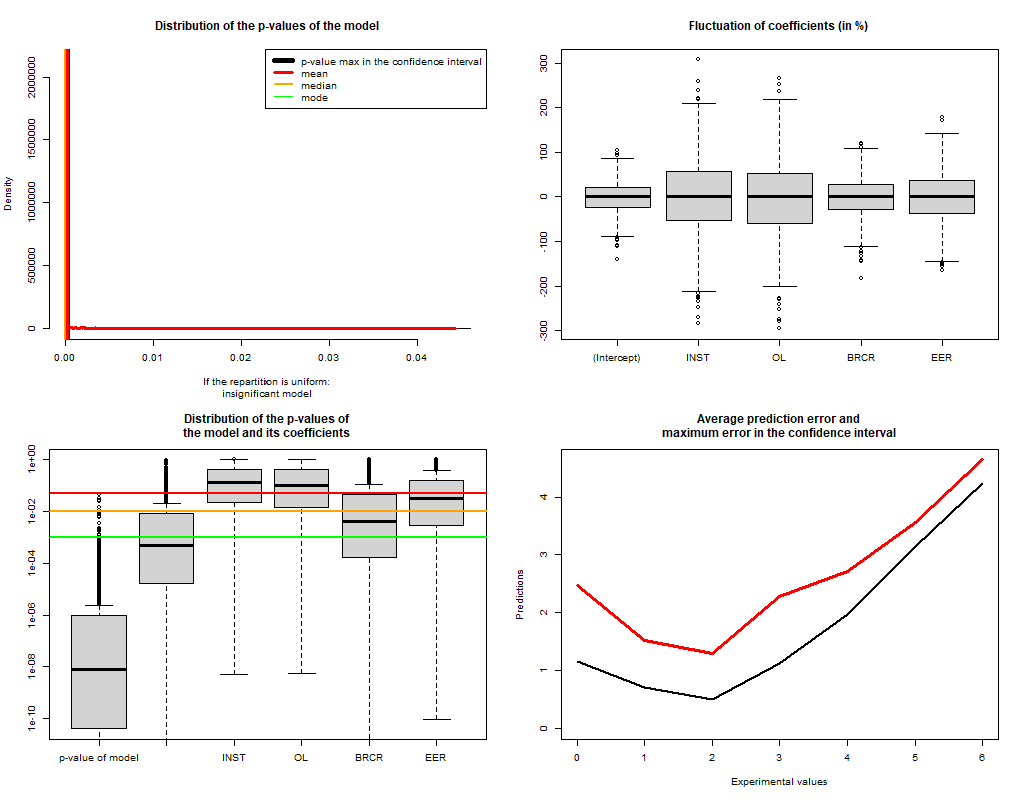 Distribution of the p-values of the model
Density
2000000
1500000
1000000
500000
0
p-value max in the confidence interval
mean
median
mode
0.00 0.01 0.02 0.03 0.04
If the repartition is uniform:
insignificant model
Fluctuation of coefficients (in %)
300
200
100
0
-100
-200
-300
(Intercept) INST OL BRCR EER
Distribution of the p-values of
the model and its coefficients
1e+00
1e-02
1e-04
1e-06
1e-08
1e-10
p-value of model INST OL BRCR EER
Average prediction error and
maximum error in the confidence interval
Predictions
4
3
2
1
0
0 1 2 3 4 5 6
Experimental values